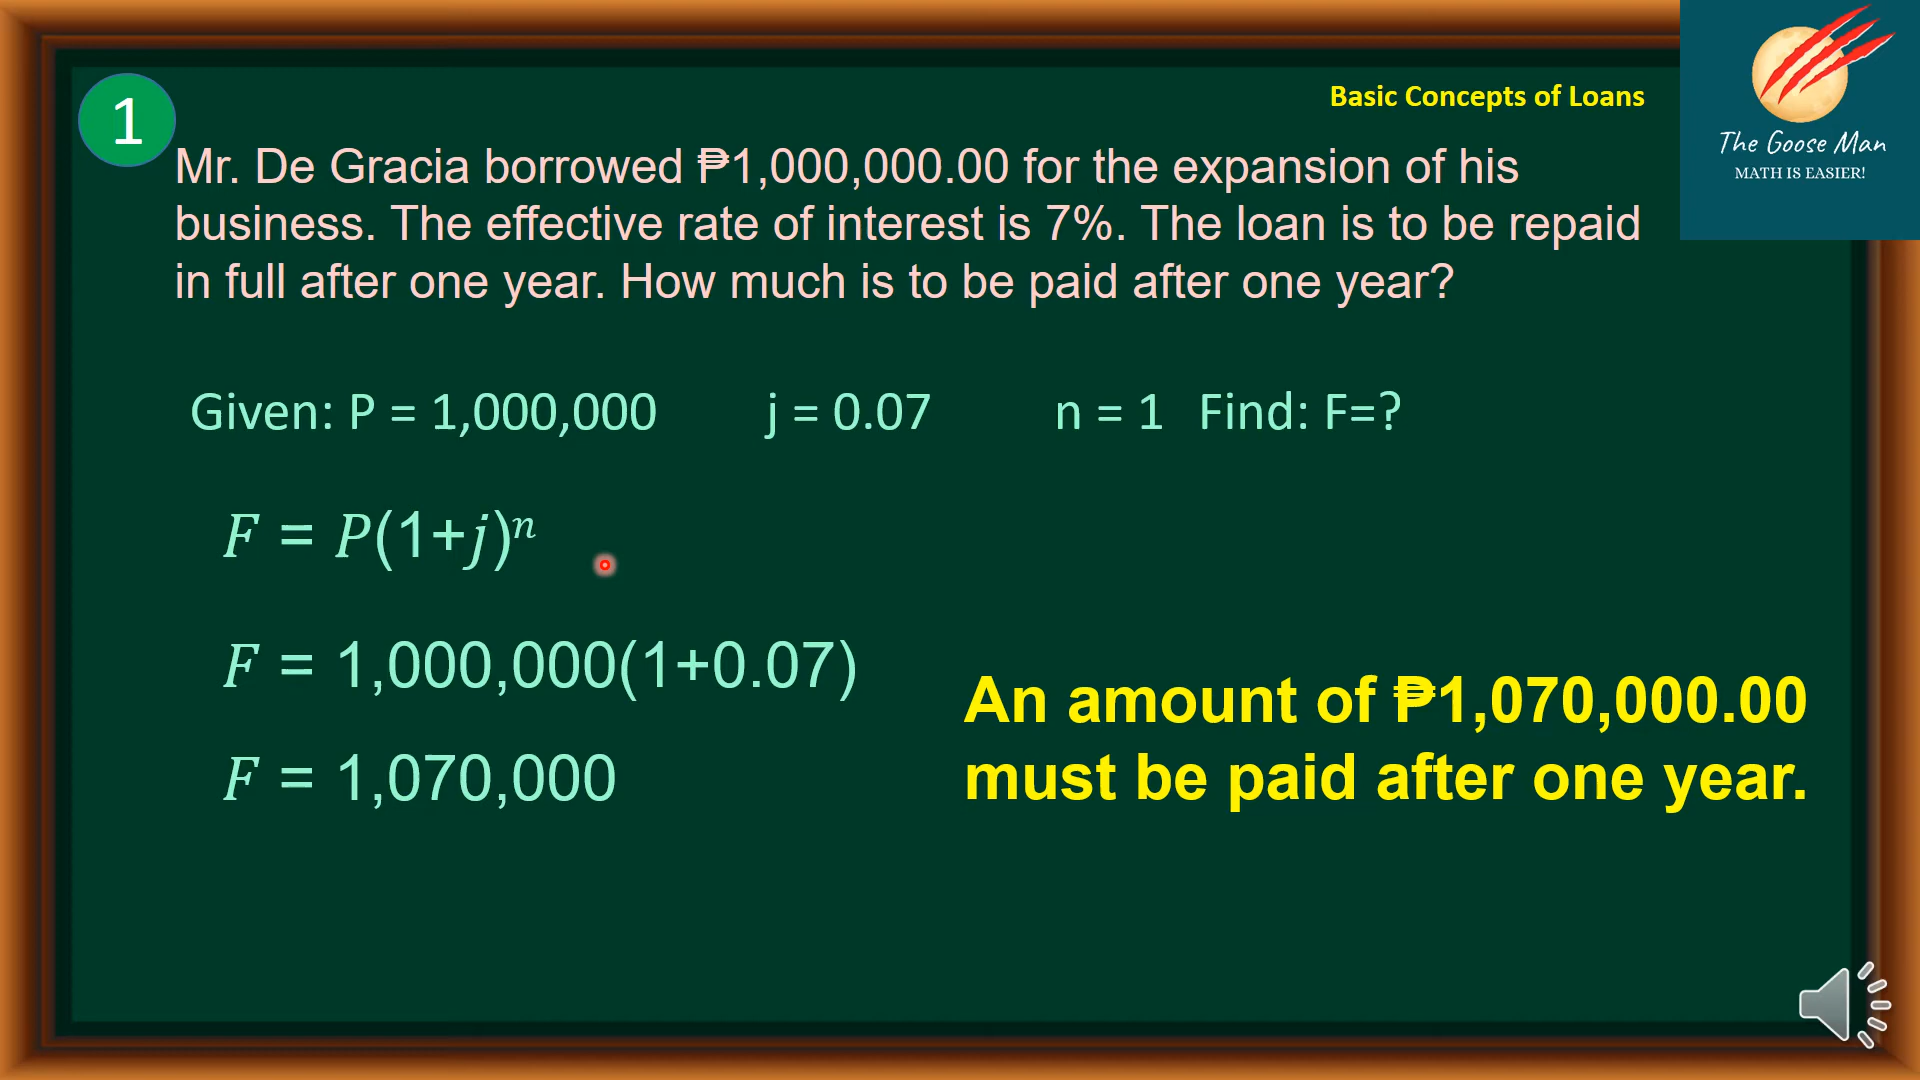 1
Basic Concepts of Loans
The Goose Man
MATH IS EASIER!
Mr. De Gracia borrowed ₱1,000,000.00 for the expansion of his
business. The effective rate of interest is 7%. The loan is to be repaid
in full after one year. How much is to be paid after one year?
Given: P = 1,000,000 j = 0.07 n = 1 Find: F=?
F = P(1+j)ⁿ
F = 1,000,000(1+0.07)
F = 1,070,000
An amount of ₱1,070,000.00
must be paid after one year.